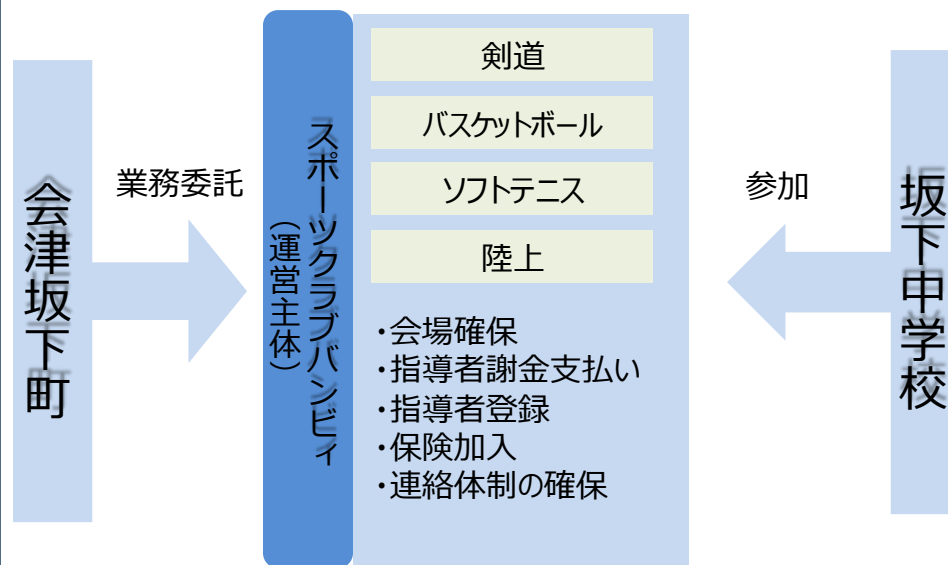 会津坂下町
業務委託
スポーツクラブバンビィ
（運営主体）
剣道
バスケットボール
ソフトテニス
陸上
・会場確保
・指導者謝金支払い
・指導者登録
・保険加入
・連絡体制の確保
参加
坂下中学校